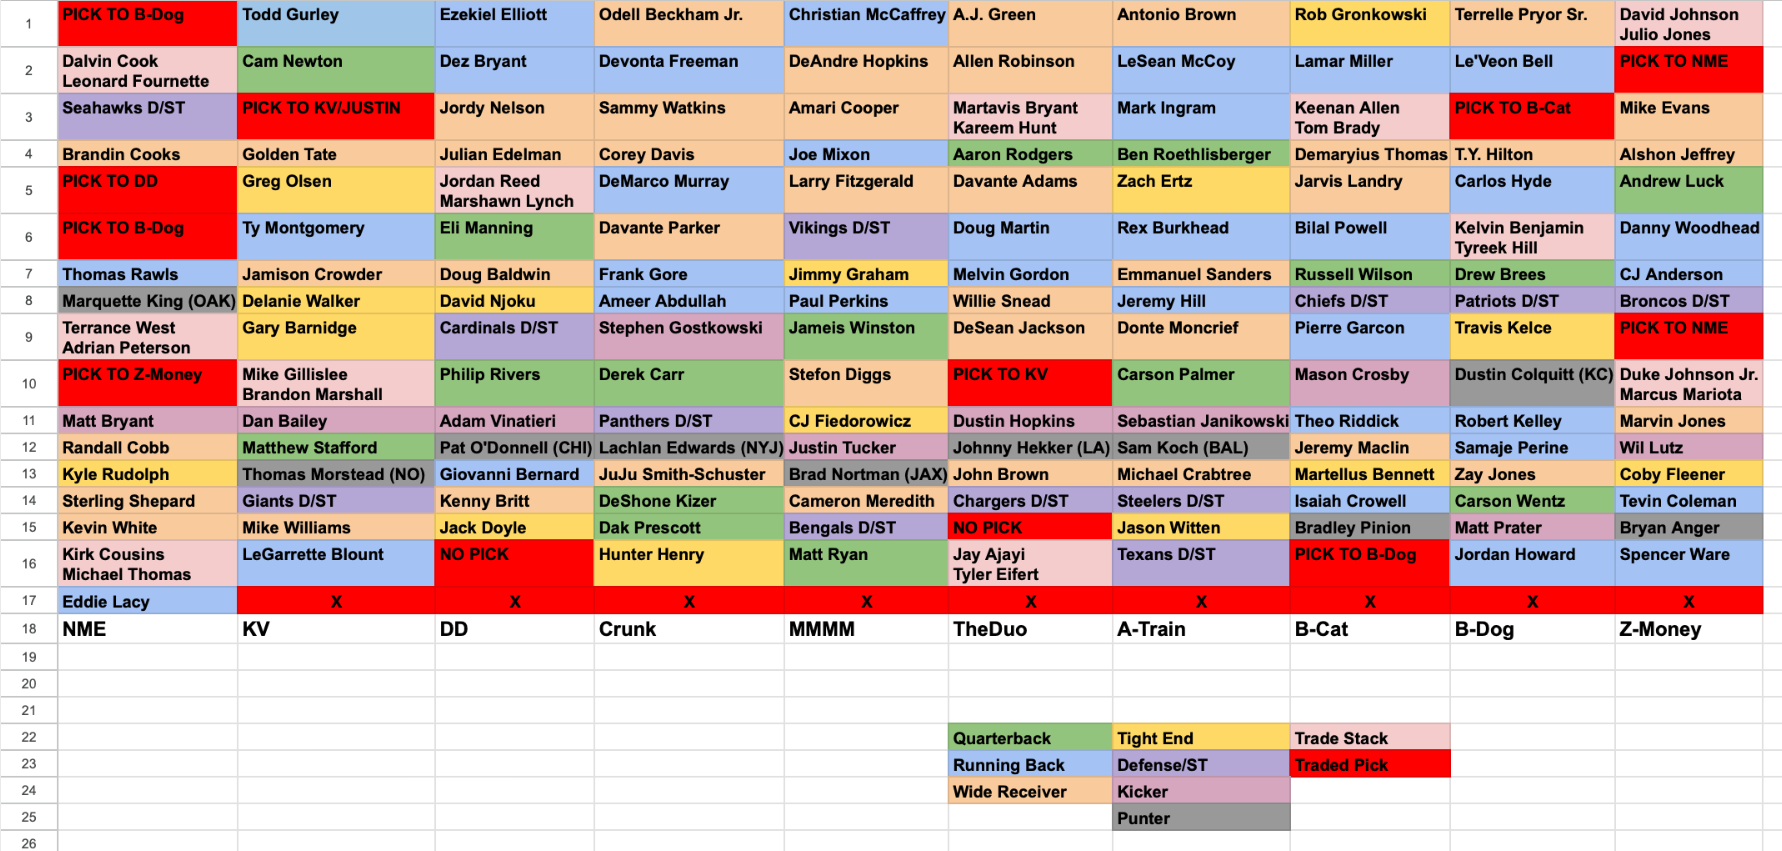 1 PICK TO B-Dog Todd Gurley Ezekiel Elliott Odell Beckham Jr. Christian McCaffrey A.J. Green Antonio Brown Rob Gronkowski Terrelle Pryor Sr. David Johnson
Julio Jones
2 Dalvin Cook Cam Newton Dez Bryant Devonta Freeman DeAndre Hopkins Allen Robinson LeSean McCoy Lamar Miller Le'Veon Bell PICK TO NME
Leonard Fournette
3 Seahawks D/ST PICK TO KV/JUSTIN Jordy Nelson Sammy Watkins Amari Cooper Martavis Bryant Mark Ingram Keenan Allen PICK TO B-Cat Mike Evans
Kareem Hunt Tom Brady
4 Brandin Cooks Golden Tate Julian Edelman Corey Davis Joe Mixon Aaron Rodgers Ben Roethlisberger Demaryius Thomas T.Y. Hilton Alshon Jeffrey
5 PICK TO DD Greg Olsen Jordan Reed DeMarco Murray Larry Fitzgerald Davante Adams Zach Ertz Jarvis Landry Carlos Hyde Andrew Luck
Marshawn Lynch
6 PICK TO B-Dog Ty Montgomery Eli Manning Davante Parker Vikings D/ST Doug Martin Rex Burkhead Bilal Powell Kelvin Benjamin Danny Woodhead
Tyreek Hill
7 Thomas Rawls Jamison Crowder Doug Baldwin Frank Gore Jimmy Graham Melvin Gordon Emmanuel Sanders Russell Wilson Drew Brees CJ Anderson
8 Marquette King (OAK) Delanie Walker David Njoku Ameer Abdullah Paul Perkins Willie Snead Jeremy Hill Chiefs D/ST Patriots D/ST Broncos D/ST
9 Terrance West Gary Barnidge Cardinals D/ST Stephen Gostkowski Jameis Winston DeSean Jackson Donte Moncrief Pierre Garcon Travis Kelce PICK TO NME
Adrian Peterson
10 PICK TO Z-Money Mike Gillislee Philip Rivers Derek Carr Stefon Diggs PICK TO KV Carson Palmer Mason Crosby Dustin Colquitt (KC) Duke Johnson Jr.
Brandon Marshall Marcus Mariota
11 Matt Bryant Dan Bailey Adam Vinatieri Panthers D/ST CJ Fiedorowicz Dustin Hopkins Sebastian Janikowski Theo Riddick Robert Kelley Marvin Jones
12 Randall Cobb Matthew Stafford Pat O'Donnell (CHI) Lachlan Edwards (NYJ) Justin Tucker Johnny Hekker (LA) Sam Koch (BAL) Jeremy Maclin Samaje Perine Wil Lutz
13 Kyle Rudolph Thomas Morstead (NO) Giovanni Bernard JuJu Smith-Schuster Brad Nortman (JAX) John Brown Michael Crabtree Martellus Bennett Zay Jones Coby Fleener
14 Sterling Shepard Giants D/ST Kenny Britt DeShone Kizer Cameron Meredith Chargers D/ST Steelers D/ST Isaiah Crowell Carson Wentz Tevin Coleman
15 Kevin White Mike Williams Jack Doyle Dak Prescott Bengals D/ST NO PICK Jason Witten Bradley Pinion Matt Prater Bryan Anger
16 Kirk Cousins LeGarrette Blount NO PICK Hunter Henry Matt Ryan Jay Ajayi Texans D/ST PICK TO B-Dog Jordan Howard Spencer Ware
Michael Thomas Tyler Eifert
17 Eddie Lacy X X X X X X X X X
18 NME KV DD Crunk MMMM TheDuo A-Train B-Cat B-Dog Z-Money
19
20
21
22 Quarterback Tight End Trade Stack
23 Running Back Defense/ST Traded Pick
24 Wide Receiver Kicker
25 Punter
26